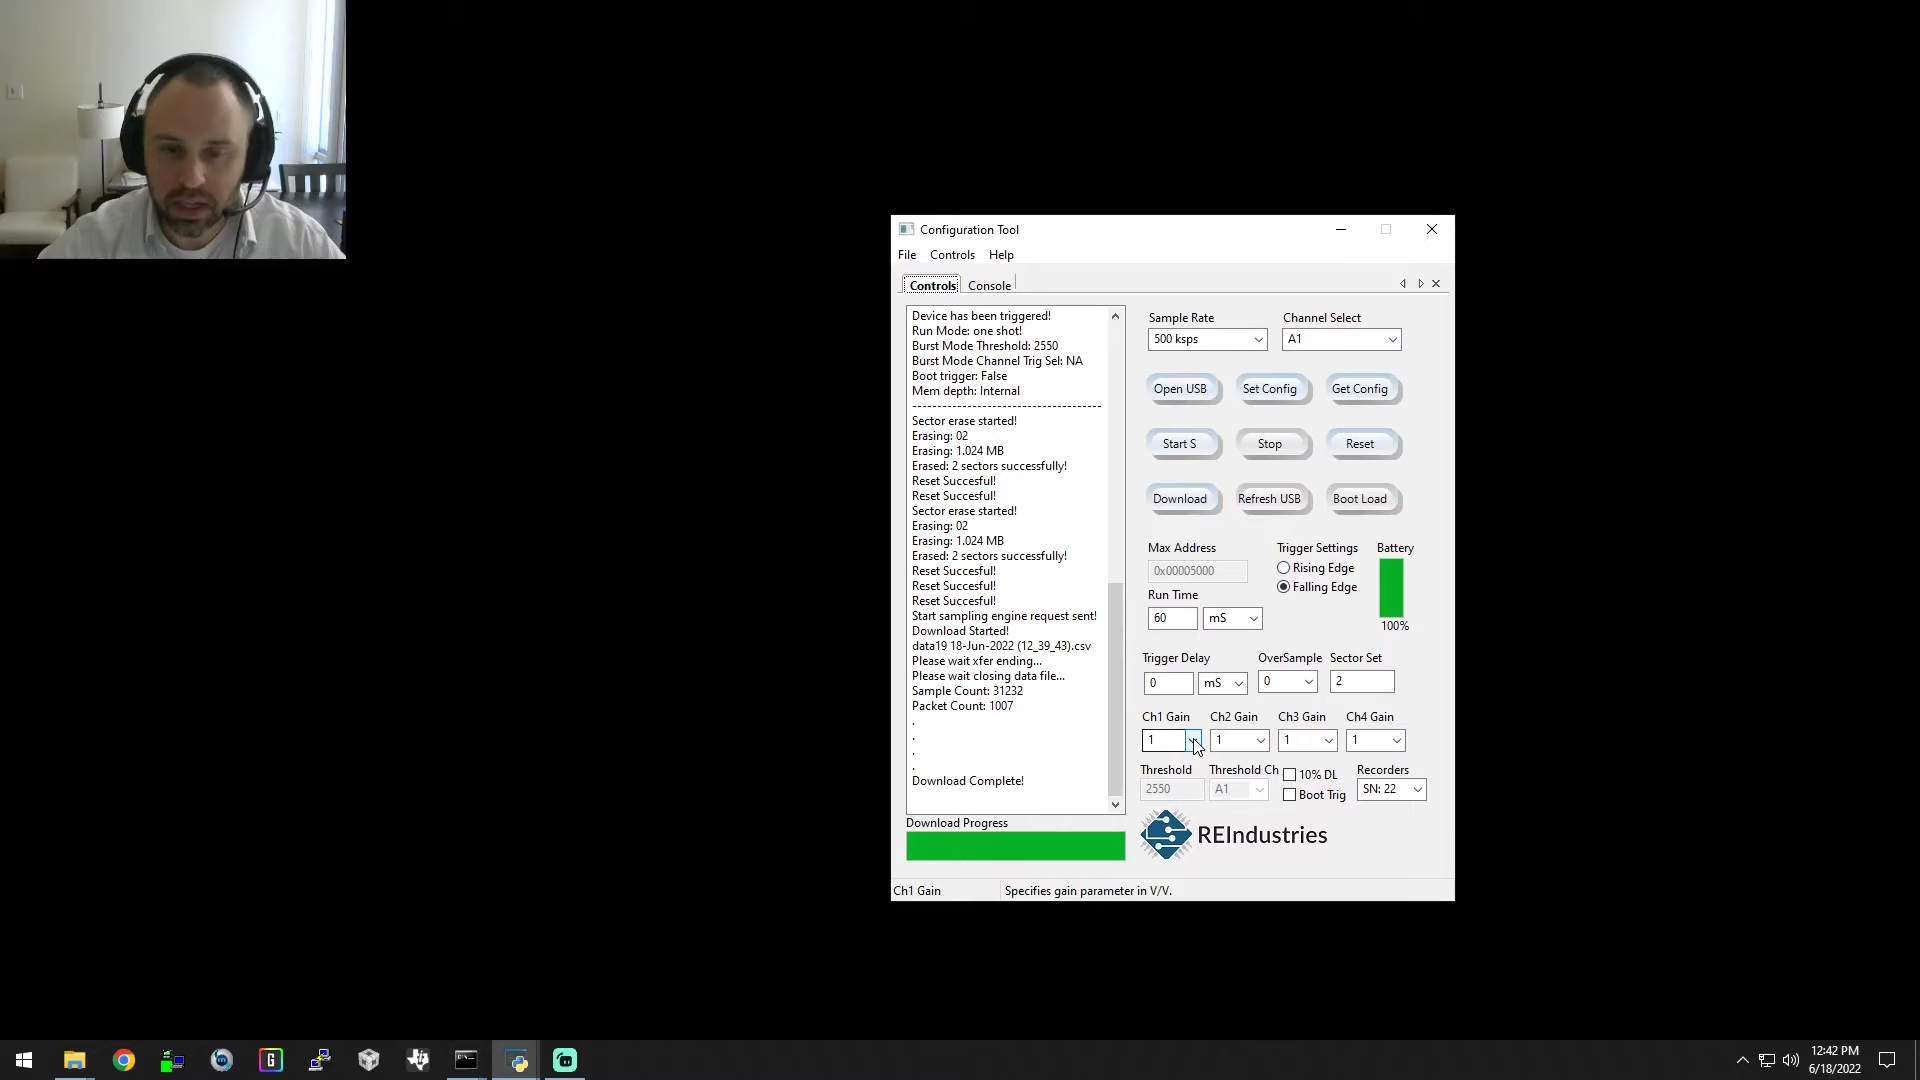 Configuration Tool
File Controls Help
Controls Console
Device has been triggered!
Run Mode: one shot!
Burst Mode Threshold: 2550
Burst Mode Channel Trig Sel: NA
Boot trigger: False
Mem depth: Internal
--------------------------------------
Sector erase started!
Erasing: 02
Erasing: 1.024 MB
Erased: 2 sectors successfully!
Reset Succesful!
Reset Succesful!
Sector erase started!
Erasing: 02
Erasing: 1.024 MB
Erased: 2 sectors successfully!
Reset Succesful!
Reset Succesful!
Reset Succesful!
Start sampling engine request sent!
Download Started!
data19 18-Jun-2022 (12_39_43).csv
Please wait xfer ending...
Please wait closing data file...
Sample Count: 31232
Packet Count: 1007
.
.
.
.
Download Complete!
Download Progress
Sample Rate Channel Select
500 ksps A1
Open USB Set Config Get Config
Start S Stop Reset
Download Refresh USB Boot Load
Max Address Trigger Settings Battery
0x00005000 Rising Edge
Falling Edge
Run Time
60 mS 100%
Trigger Delay OverSample Sector Set
0 mS 0 2
Ch1 Gain Ch2 Gain Ch3 Gain Ch4 Gain
1 1 1 1
Threshold Threshold Ch 10% DL Recorders
2550 A1 Boot Trig SN: 22
REIndustries
Ch1 Gain Specifies gain parameter in V/V.
G
12:42 PM
6/18/2022